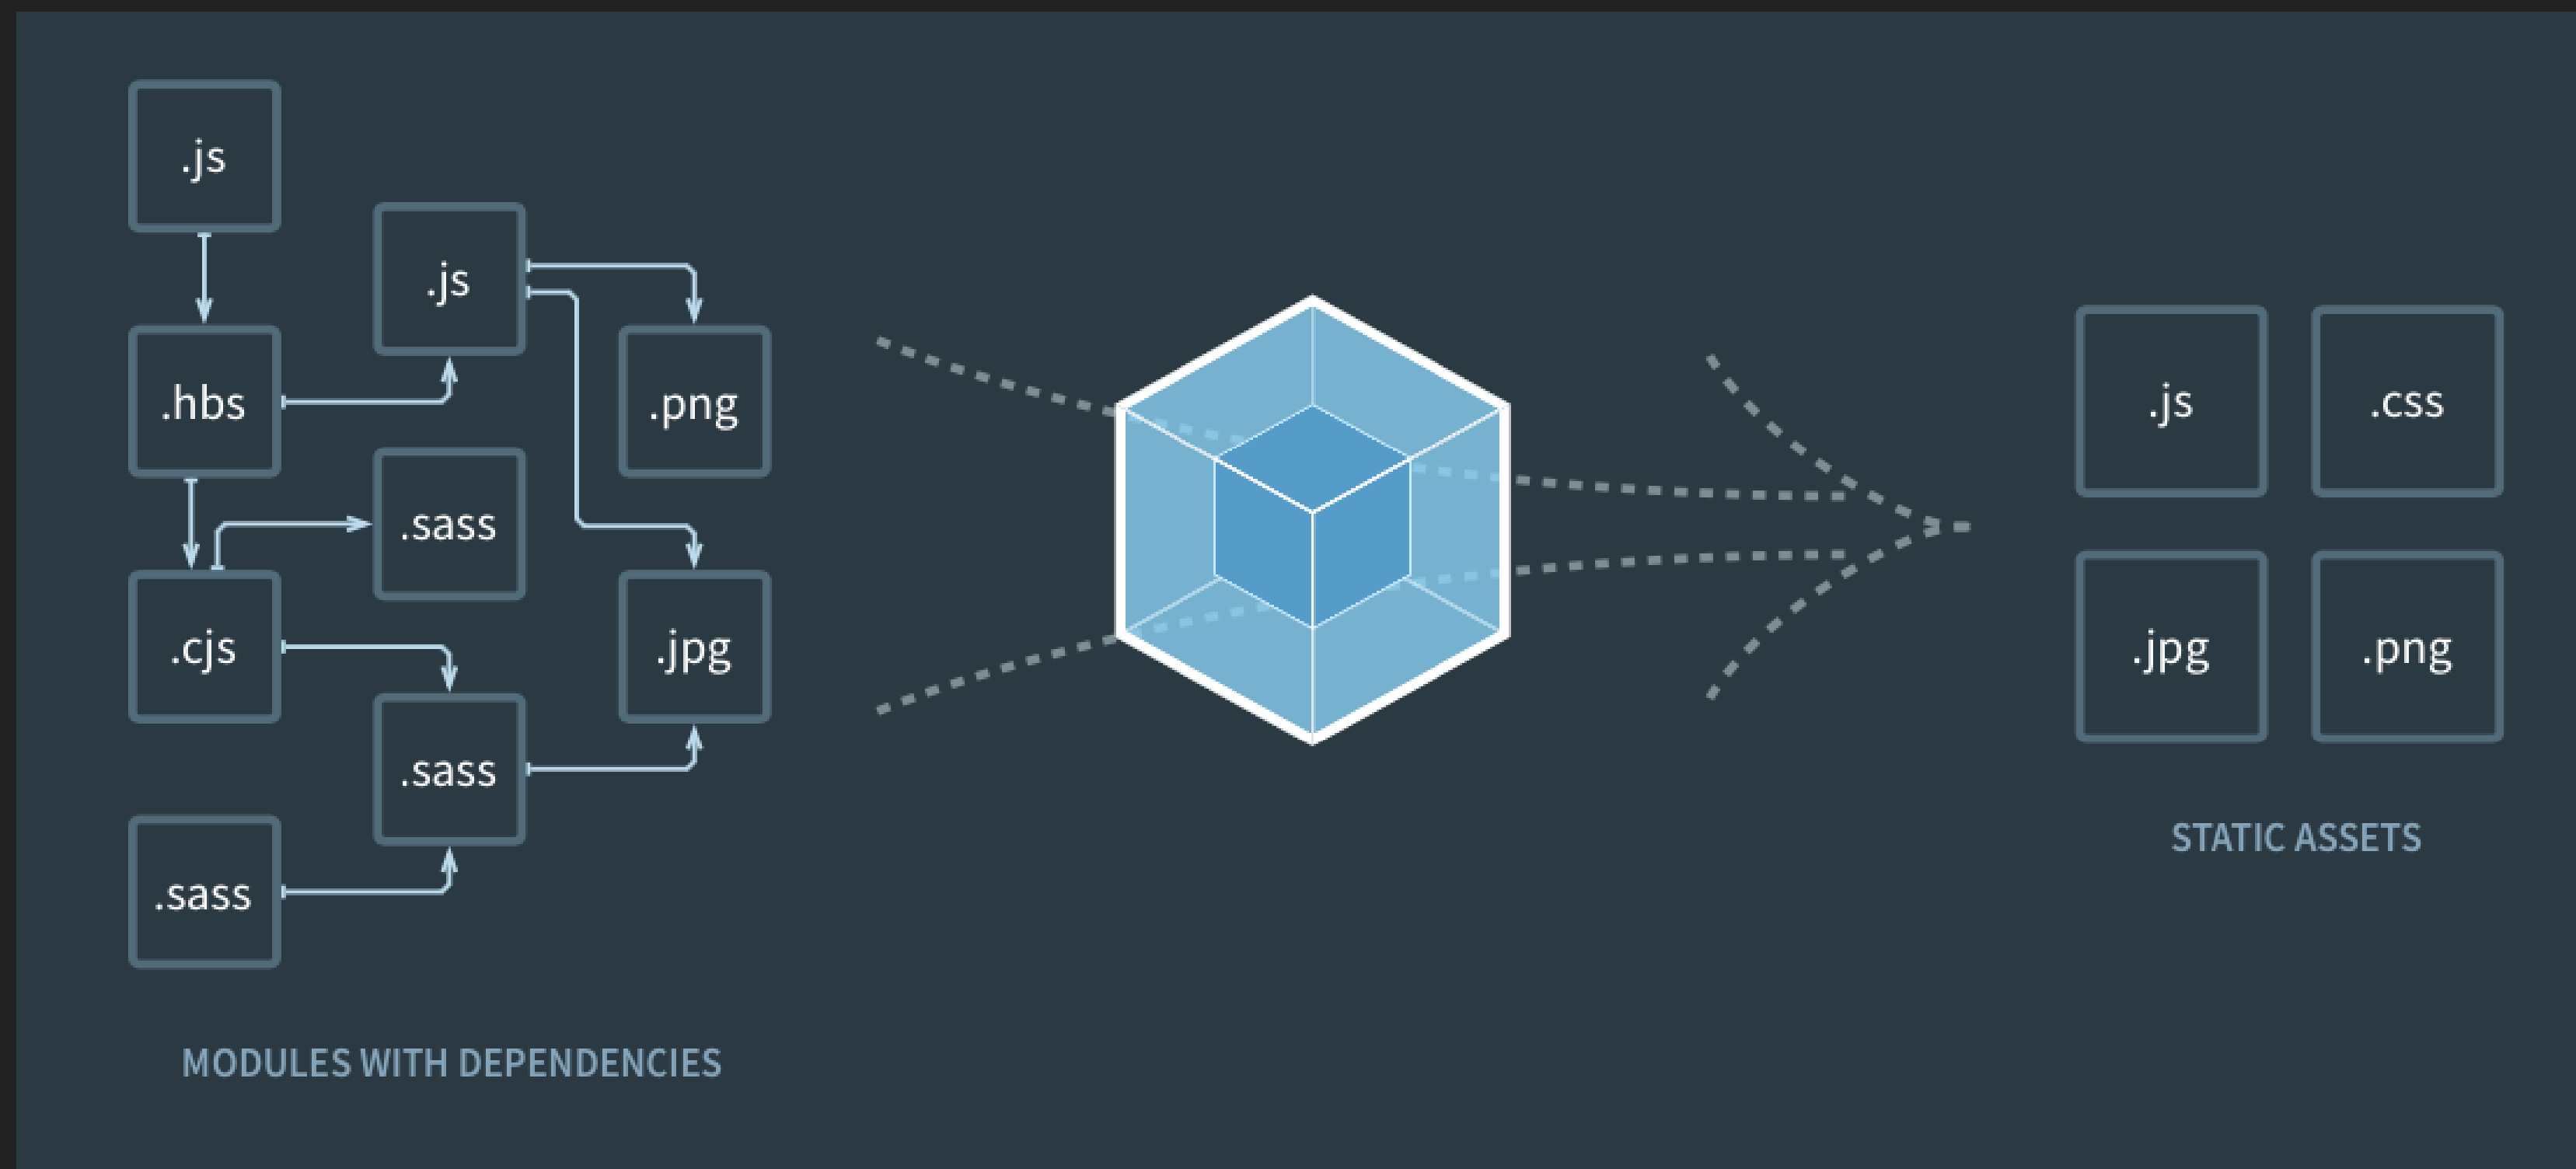 .js
.js
.hbs
.png
.sass
.cjs
.jpg
.sass
.sass
MODULES WITH DEPENDENCIES
.js
.css
.jpg
.png
STATIC ASSETS